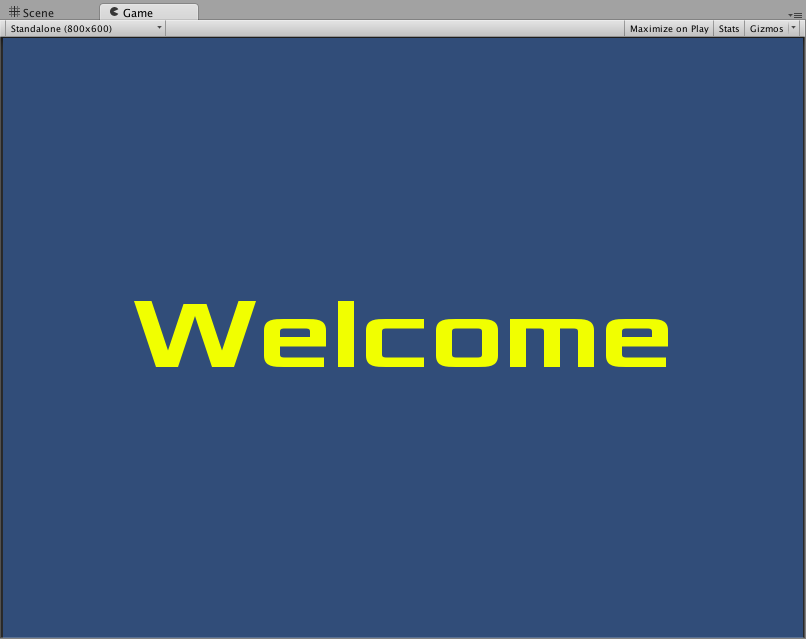 Scene Game
Standalone (800x600) Maximize on Play Stats Gizmos
Welcome